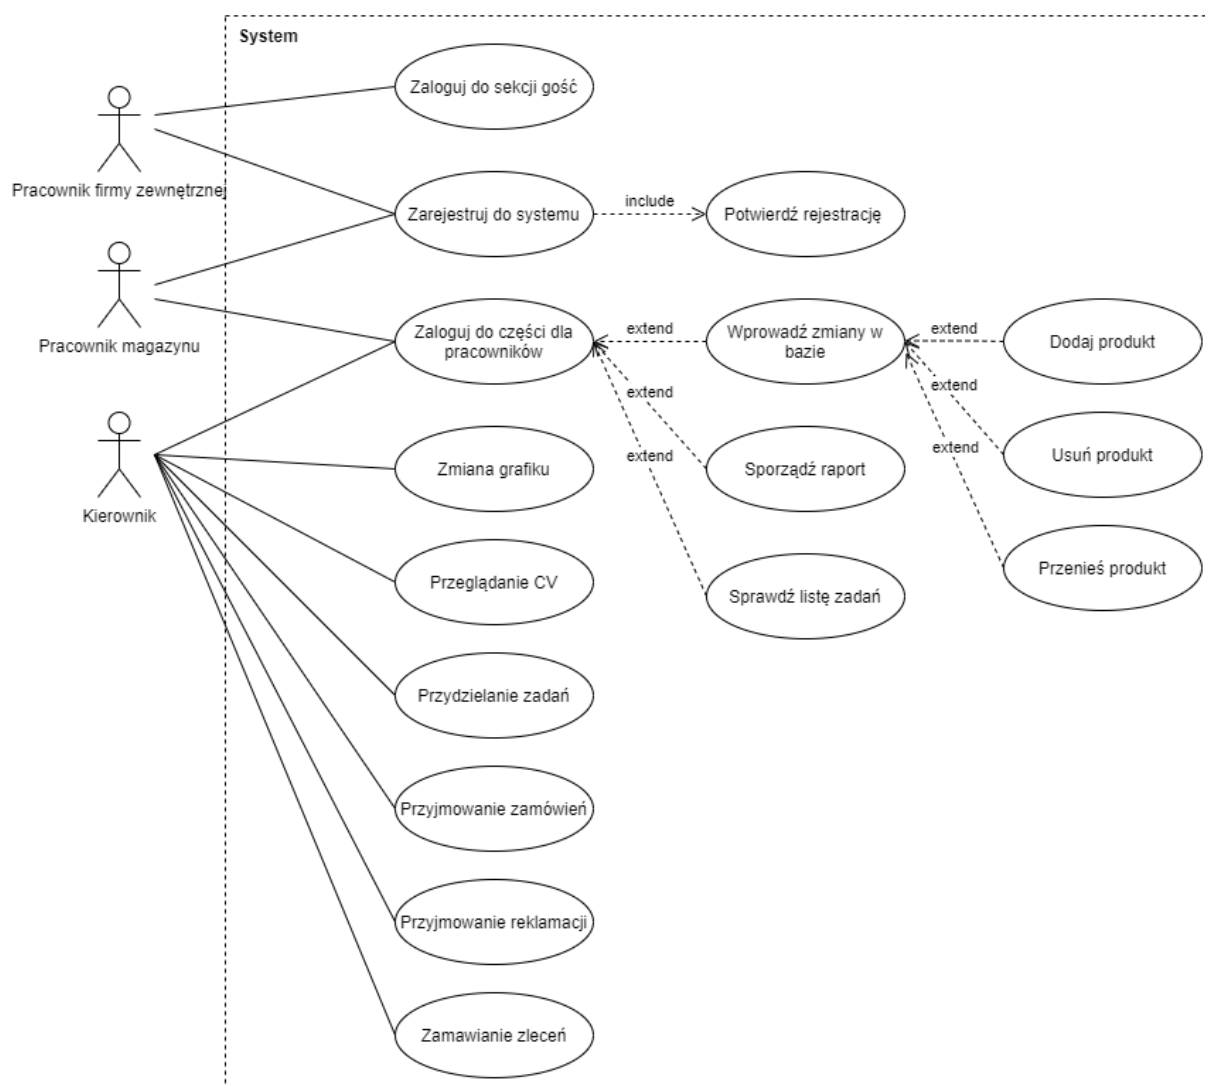 System
Zaloguj do sekcji gość
Pracownik firmy zewnętrznej
Zarejestruj do systemu
include
Potwierdź rejestrację
Pracownik magazynu
Zaloguj do części dla
pracowników
extend
Wprowadź zmiany w
bazie
extend
Dodaj produkt
extend
extend
Kierownik
Zmiana grafiku
extend
Sporządź raport
extend
Usuń produkt
Przeglądanie CV
Sprawdź listę zadań
Przenieś produkt
Przydzielanie zadań
Przyjmowanie zamówień
Przyjmowanie reklamacji
Zamawianie zleceń